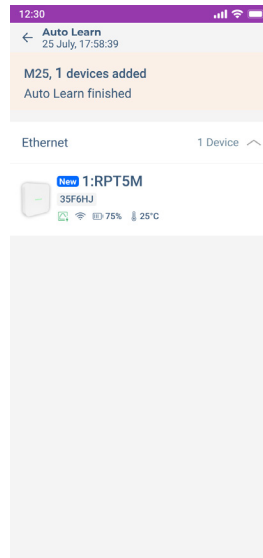 12:30
Auto Learn
25 July, 17:58:39
M25, 1 devices added
Auto Learn finished
Ethernet
1 Device
New 1:RPT5M
35F6HJ
75% 25°C